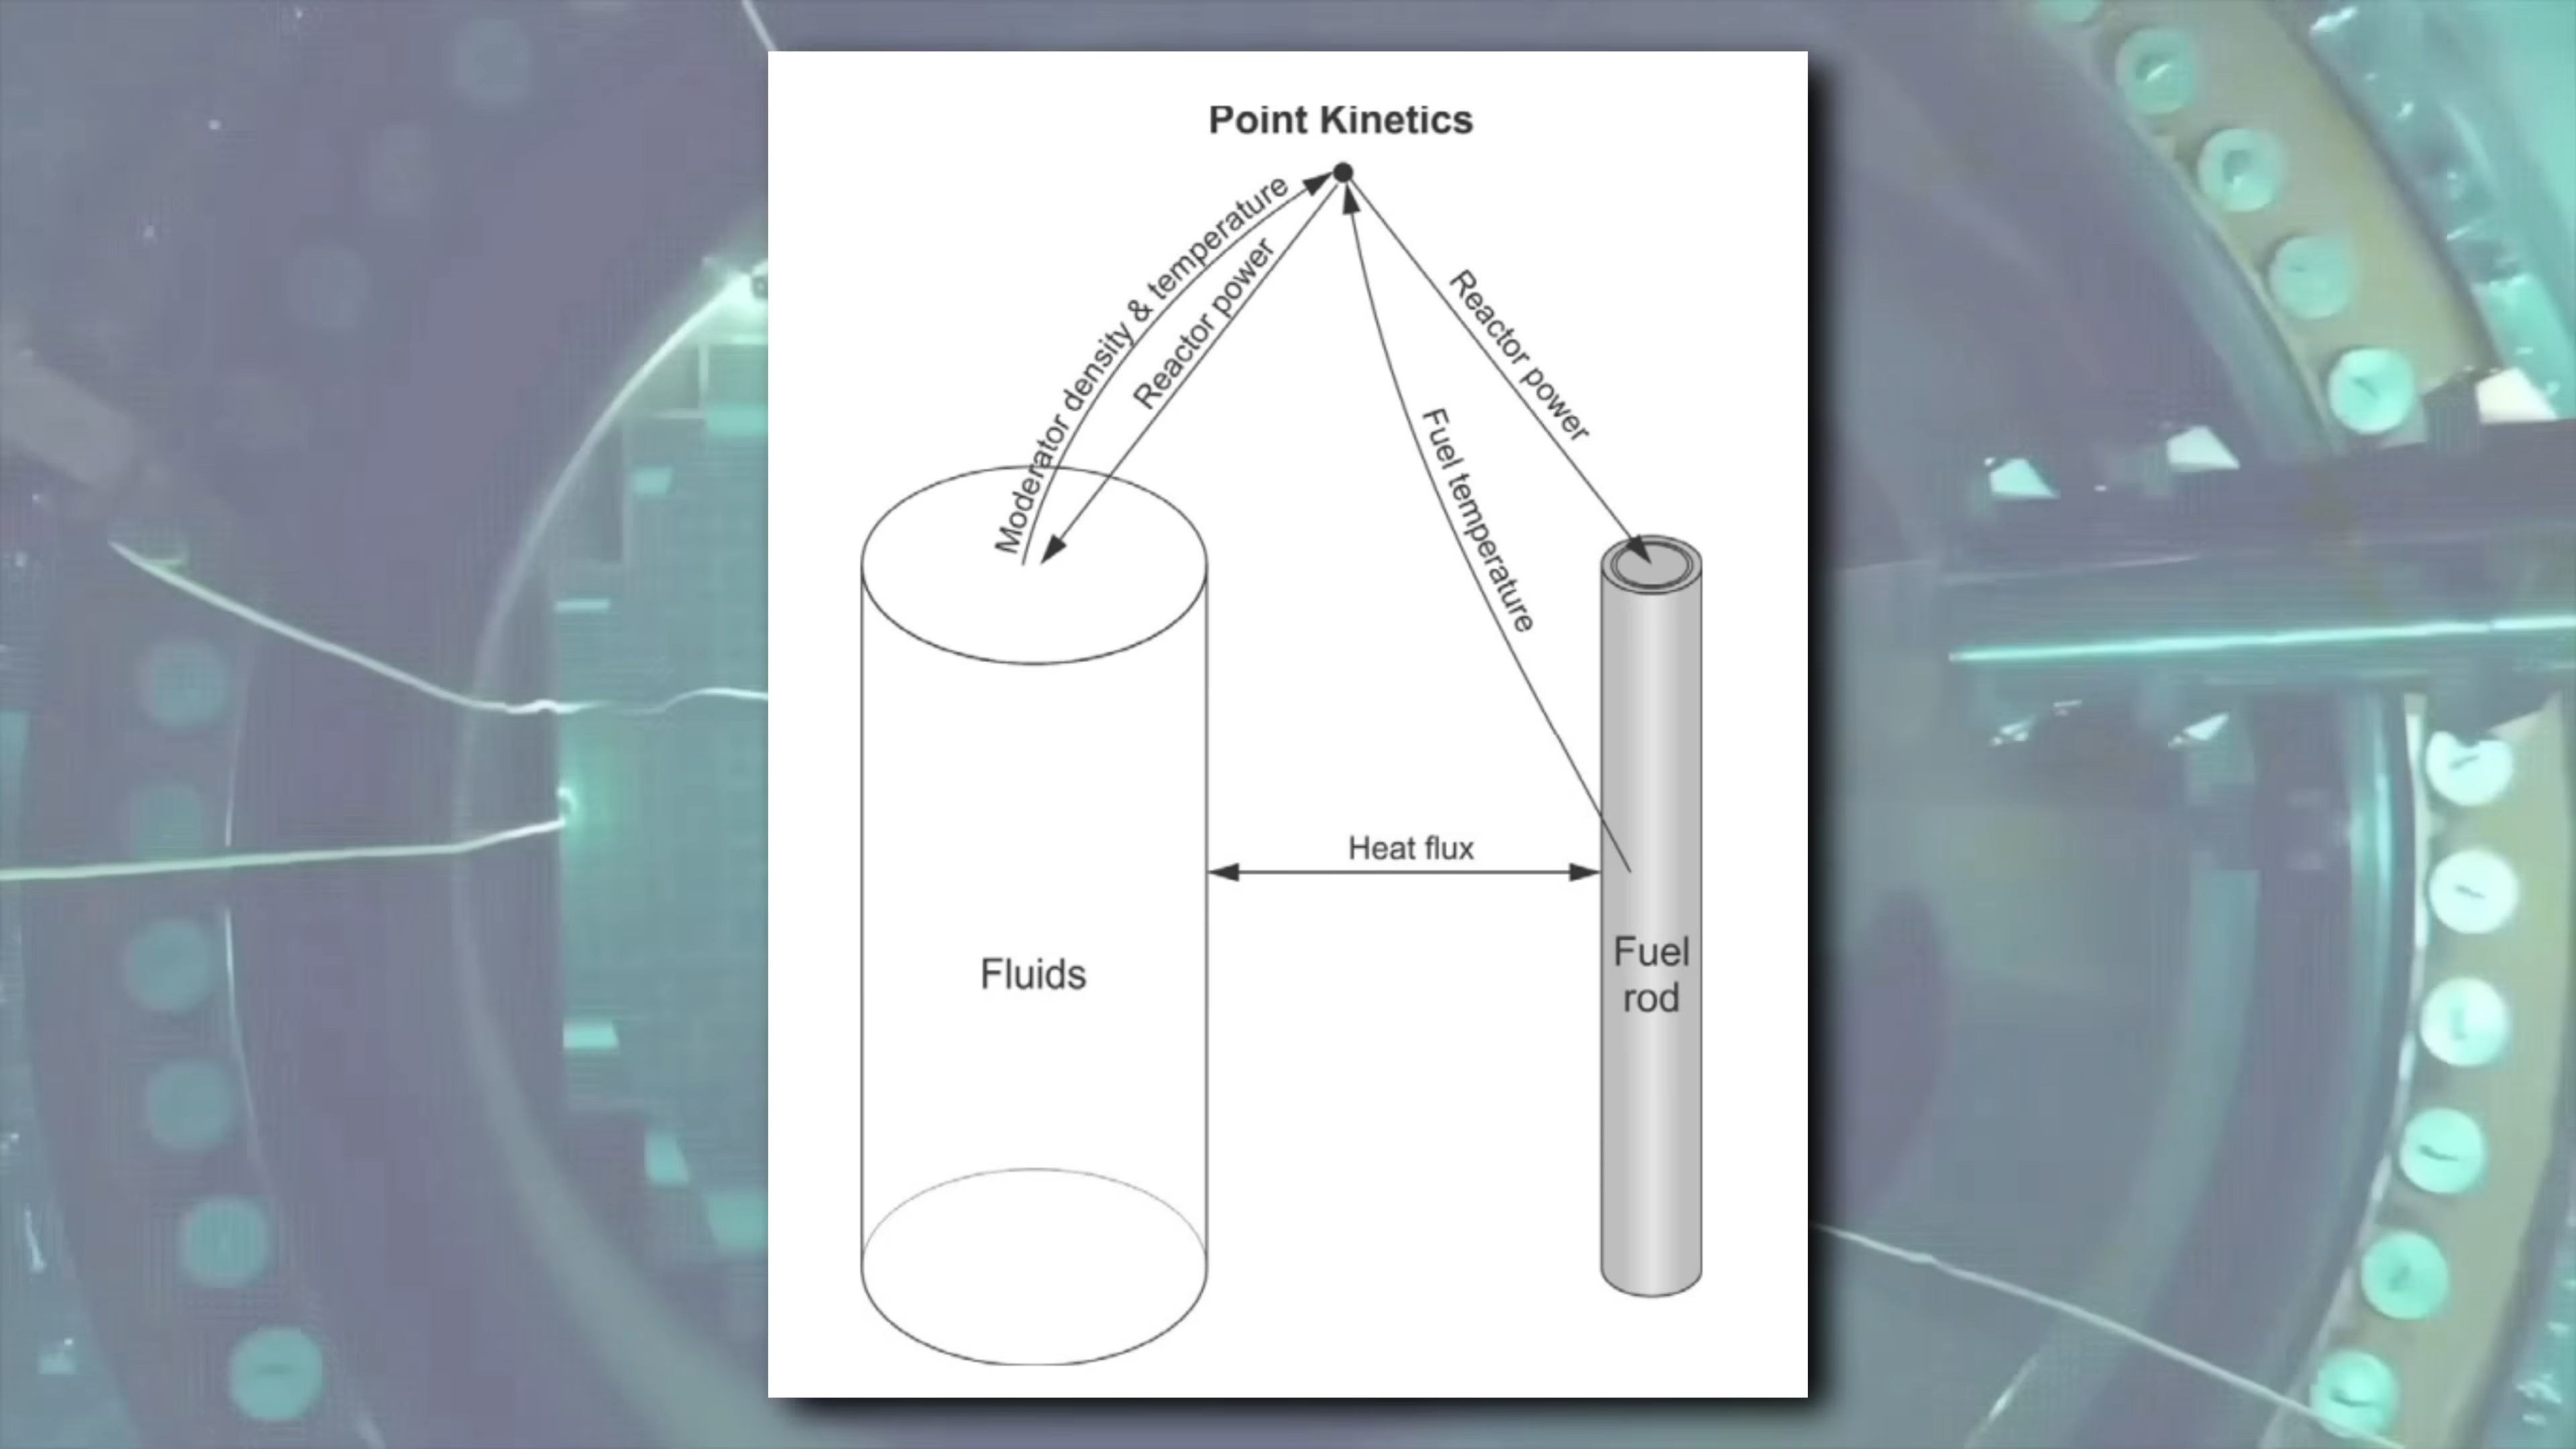 Point Kinetics
Moderator density & temperature
Reactor power
Reactor power
Fuel temperature
Heat flux
Fluids
Fuel
rod